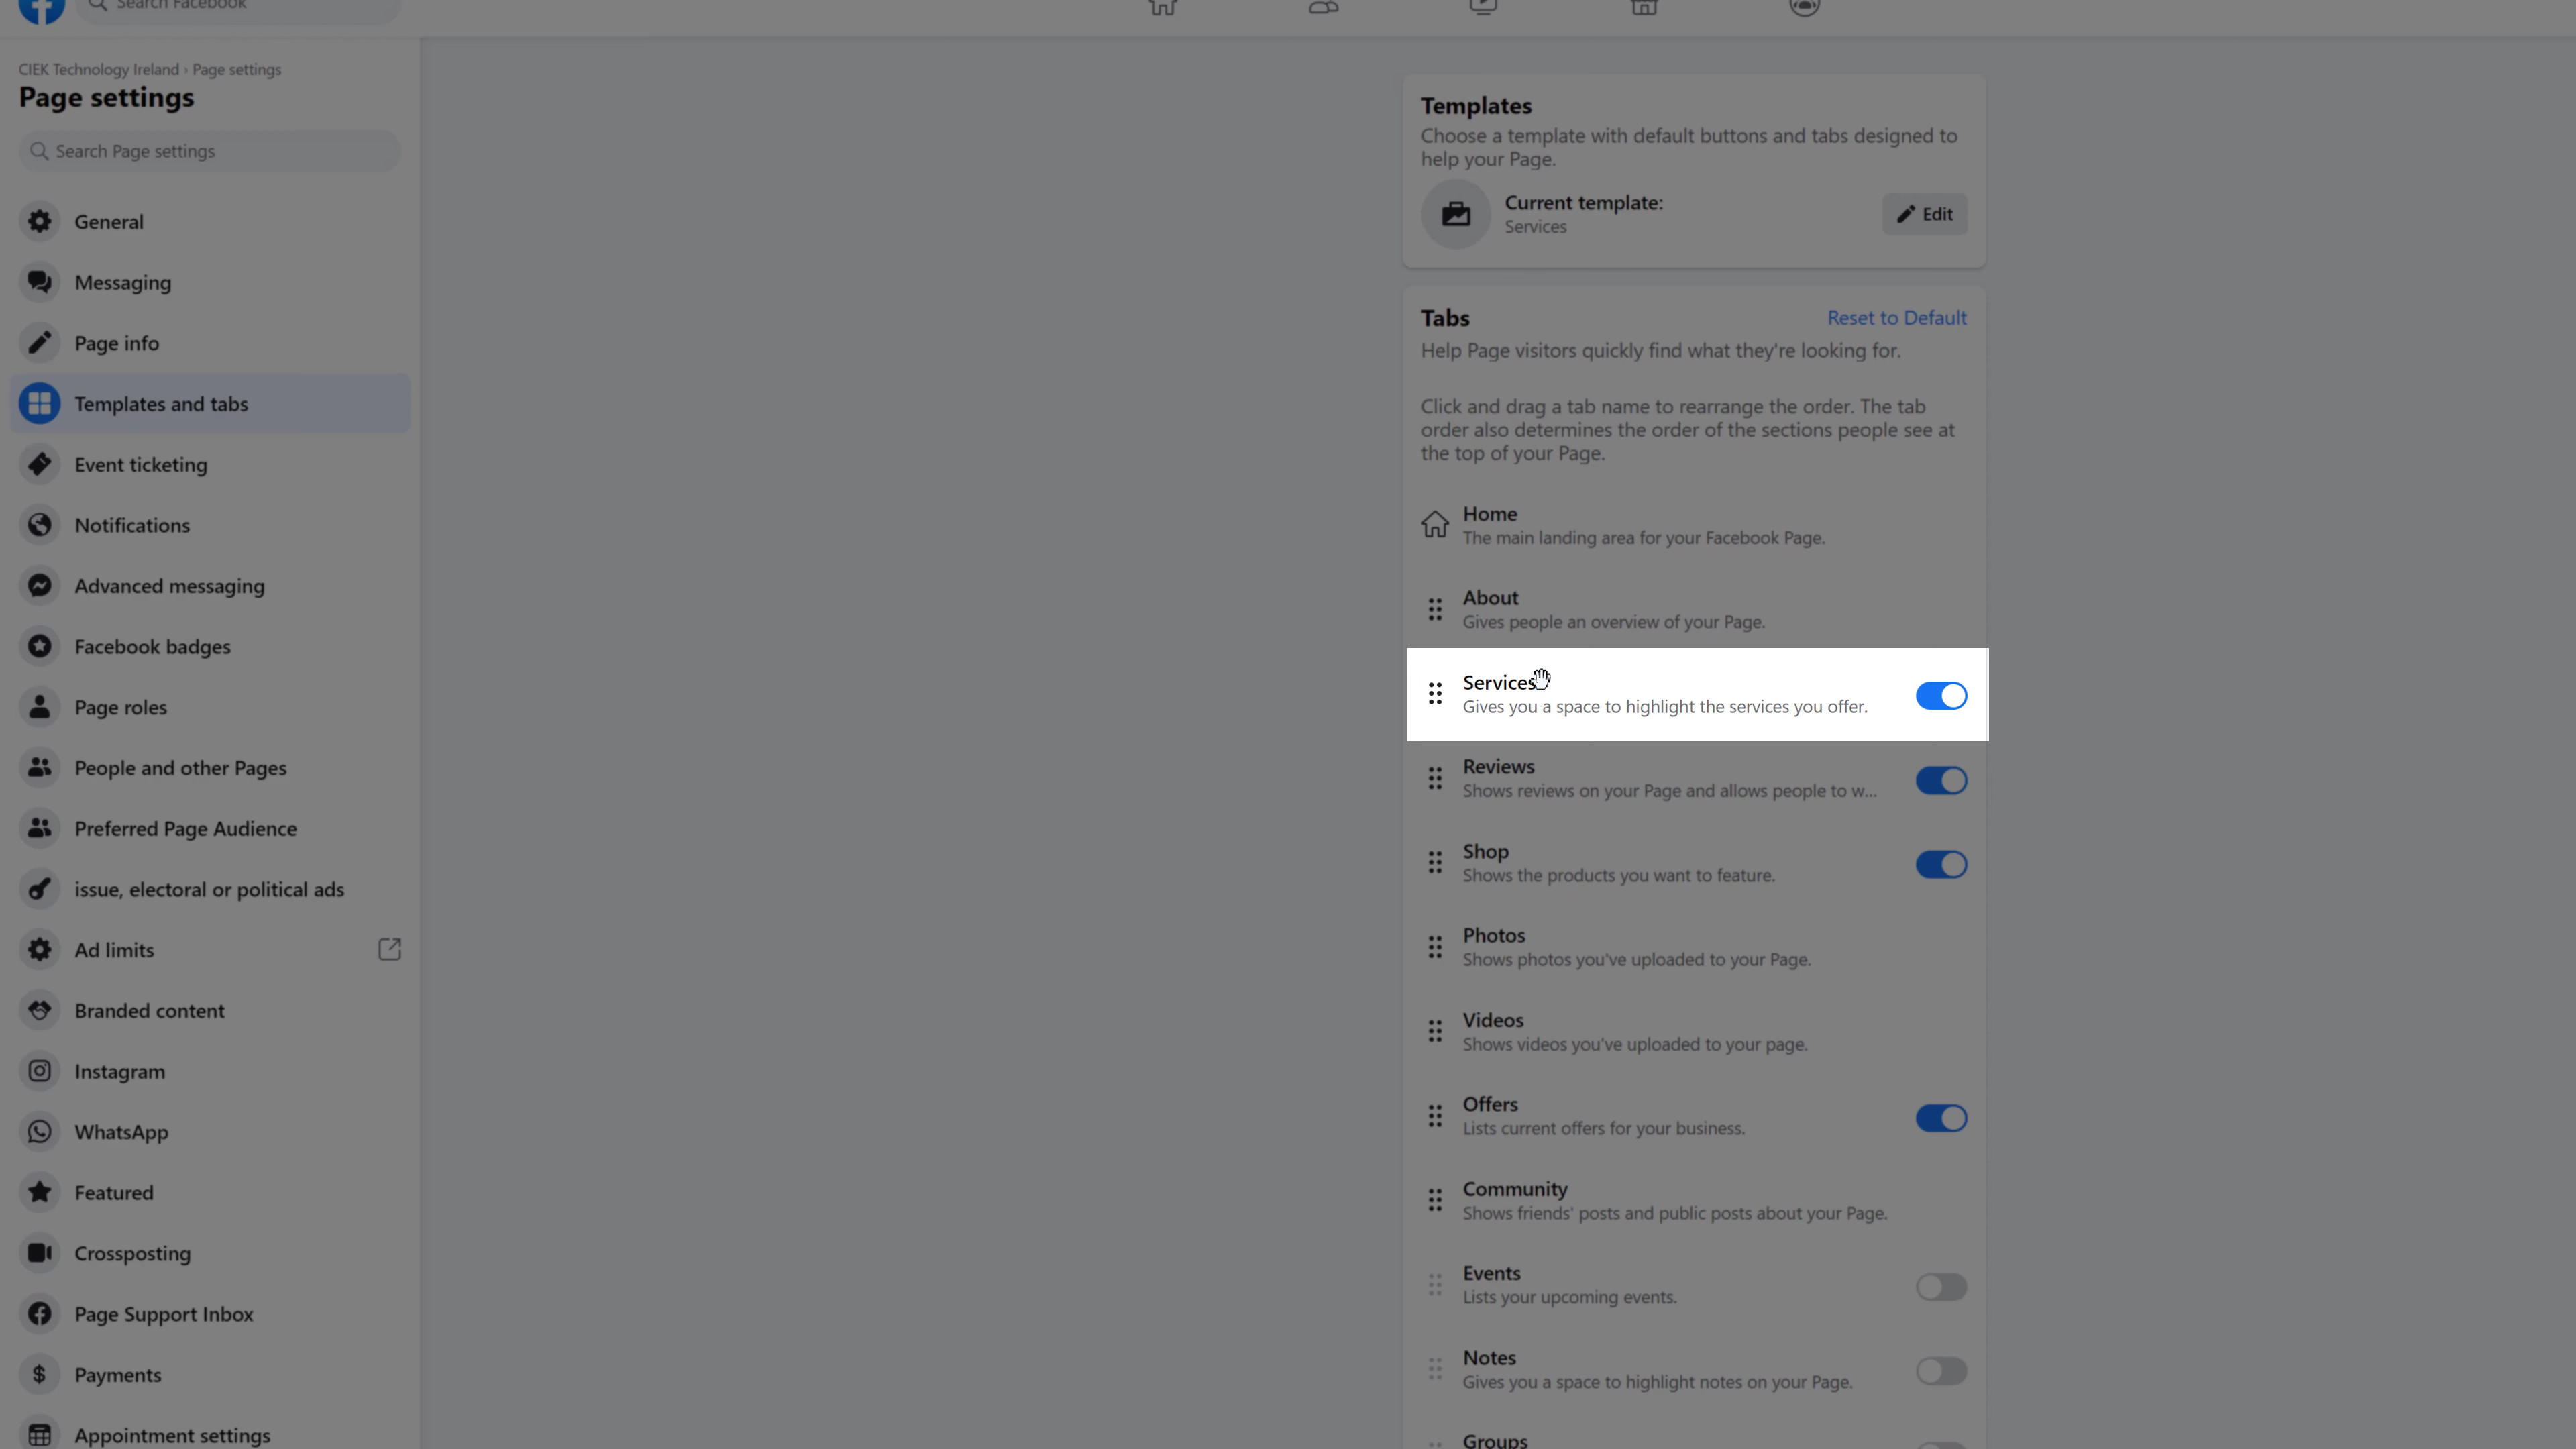 Search Facebook
CIEK Technology Ireland › Page settings
Page settings
Search Page settings
General
Messaging
Page info
Templates and tabs
Event ticketing
Notifications
Advanced messaging
Facebook badges
Page roles
People and other Pages
Preferred Page Audience
issue, electoral or political ads
Ad limits
Branded content
Instagram
WhatsApp
Featured
Crossposting
Page Support Inbox
Payments
Appointment settings
Templates
Choose a template with default buttons and tabs designed to
help your Page.
Current template:
Services
Edit
Tabs
Reset to Default
Help Page visitors quickly find what they're looking for.
Click and drag a tab name to rearrange the order. The tab
order also determines the order of the sections people see at
the top of your Page.
Home
The main landing area for your Facebook Page.
About
Gives people an overview of your Page.
Services
Gives you a space to highlight the services you offer.
Reviews
Shows reviews on your Page and allows people to w...
Shop
Shows the products you want to feature.
Photos
Shows photos you've uploaded to your Page.
Videos
Shows videos you've uploaded to your page.
Offers
Lists current offers for your business.
Community
Shows friends' posts and public posts about your Page.
Events
Lists your upcoming events.
Notes
Gives you a space to highlight notes on your Page.
Groups